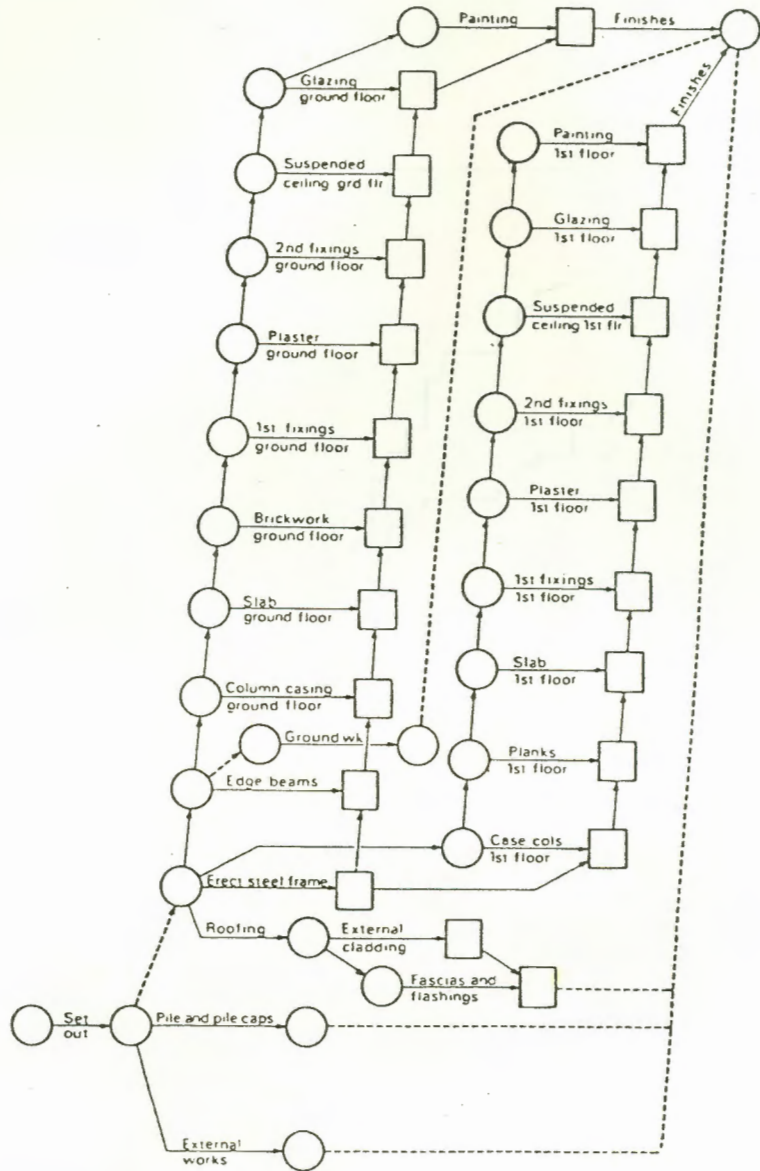 Painting
Finishes
Glazing
ground floor
Finishes
Painting
1st floor
Suspended
ceiling grd flr
Glazing
1st floor
2nd fixings
ground floor
Suspended
ceiling 1st flr
Plaster
ground floor
2nd fixings
1st floor
1st fixings
ground floor
Plaster
1st floor
Brickwork
ground floor
1st fixings
1st floor
Slab
ground floor
Slab
1st floor
Column casing
ground floor
Ground wk
Planks
1st floor
Edge beams
Case cols
1st floor
Erect steel frame
Roofing
External
cladding
Fascias and
flashings
Set
out
Pile and pile caps
External
works